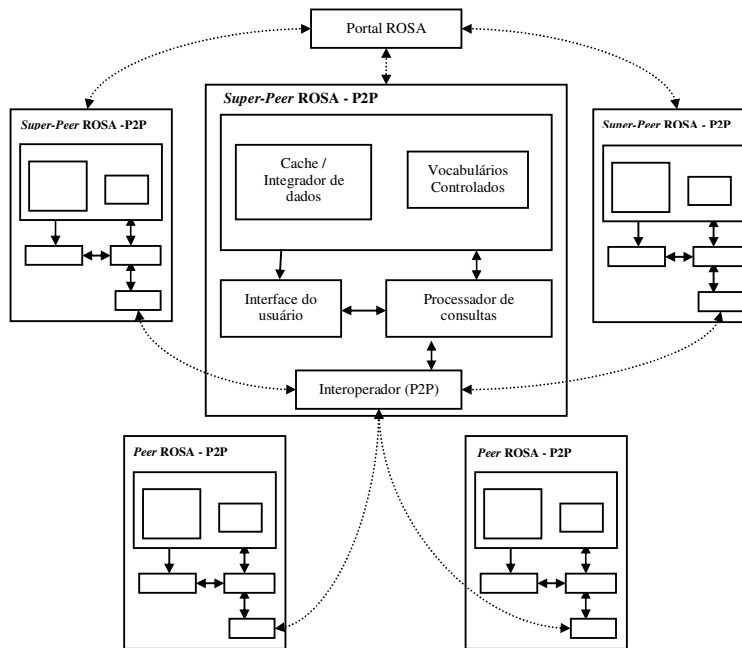 Portal ROSA
Super-Peer ROSA - P2P
Super-Peer ROSA -P2P
Super-Peer ROSA - P2P
Cache /
Integrador de
dados
Vocabulários
Controlados
Interface do
usuário
Processador de
consultas
Interoperador (P2P)
Peer ROSA - P2P
Peer ROSA - P2P